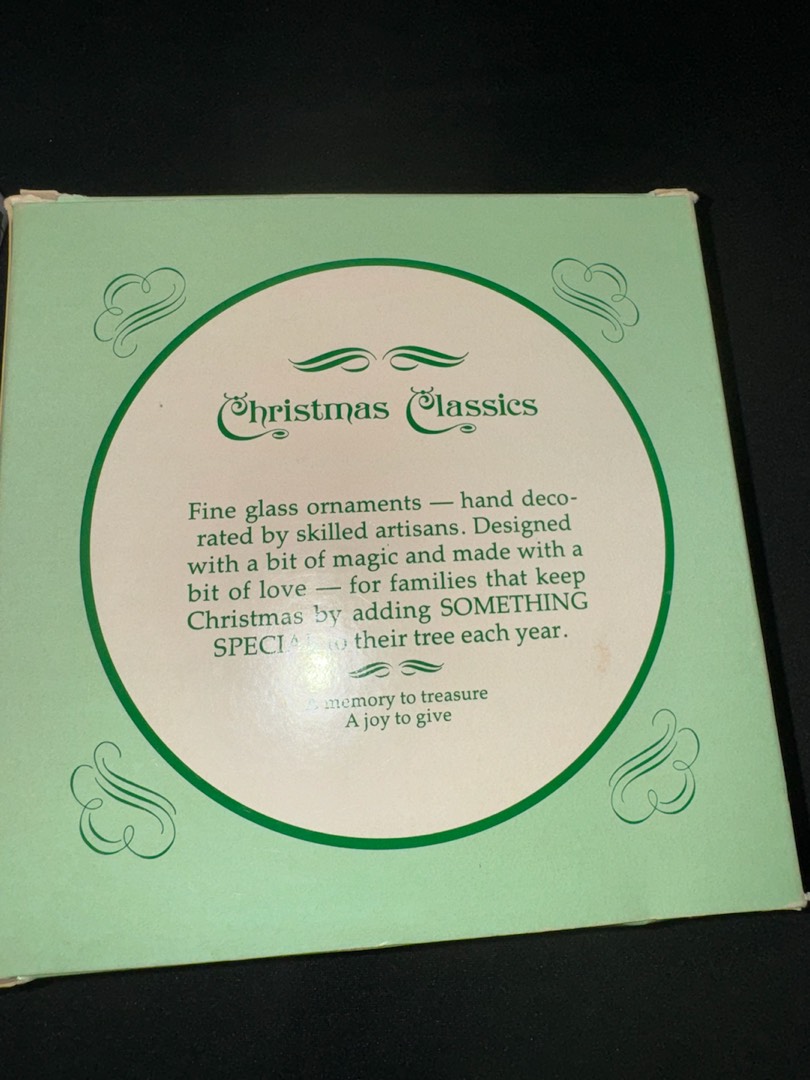 Christmas Classics
Fine glass ornaments — hand deco-
rated by skilled artisans. Designed
with a bit of magic and made with a
bit of love — for families that keep
Christmas by adding SOMETHING
SPECIAL to their tree each year.
A memory to treasure
A joy to give